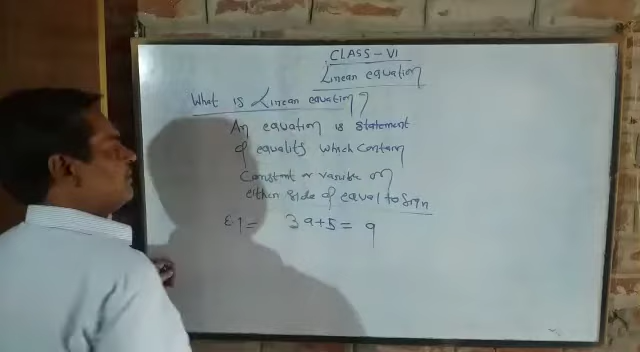 CLASS - VI
Linear equation
What is Linear equation?
An equation is statement
of equality which contain
Constant or variable on
either side of equal to sign
3a+5= 9